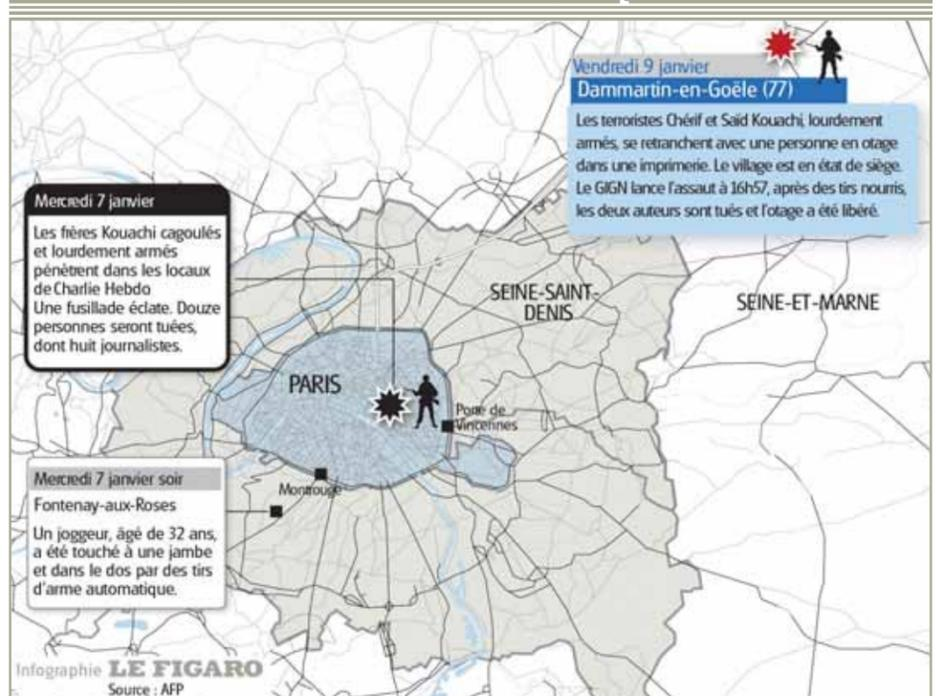 Vendredi 9 janvier
Dammartin-en-Goële (77)
Les terroristes Chérif et Saïd Kouachi, lourdement
armés, se retranchent avec une personne en otage
dans une imprimerie. Le village est en état de siège.
Le GIGN lance l'assaut à 16h57, après des tirs nourris,
les deux auteurs sont tués et l'otage a été libéré.
Mercredi 7 janvier
Les frères Kouachi cagoulés
et lourdement armés
pénètrent dans les locaux
de Charlie Hebdo
Une fusillade éclate. Douze
personnes seront tuées,
dont huit journalistes.
SEINE-SAINT-
DENIS
SEINE-ET-MARNE
PARIS
Porte de
Vincennes
Montrouge
Mercredi 7 janvier soir
Fontenay-aux-Roses
Un joggeur, âgé de 32 ans,
a été touché à une jambe
et dans le dos par des tirs
d'arme automatique.
Infographie LE FIGARO
Source : AFP